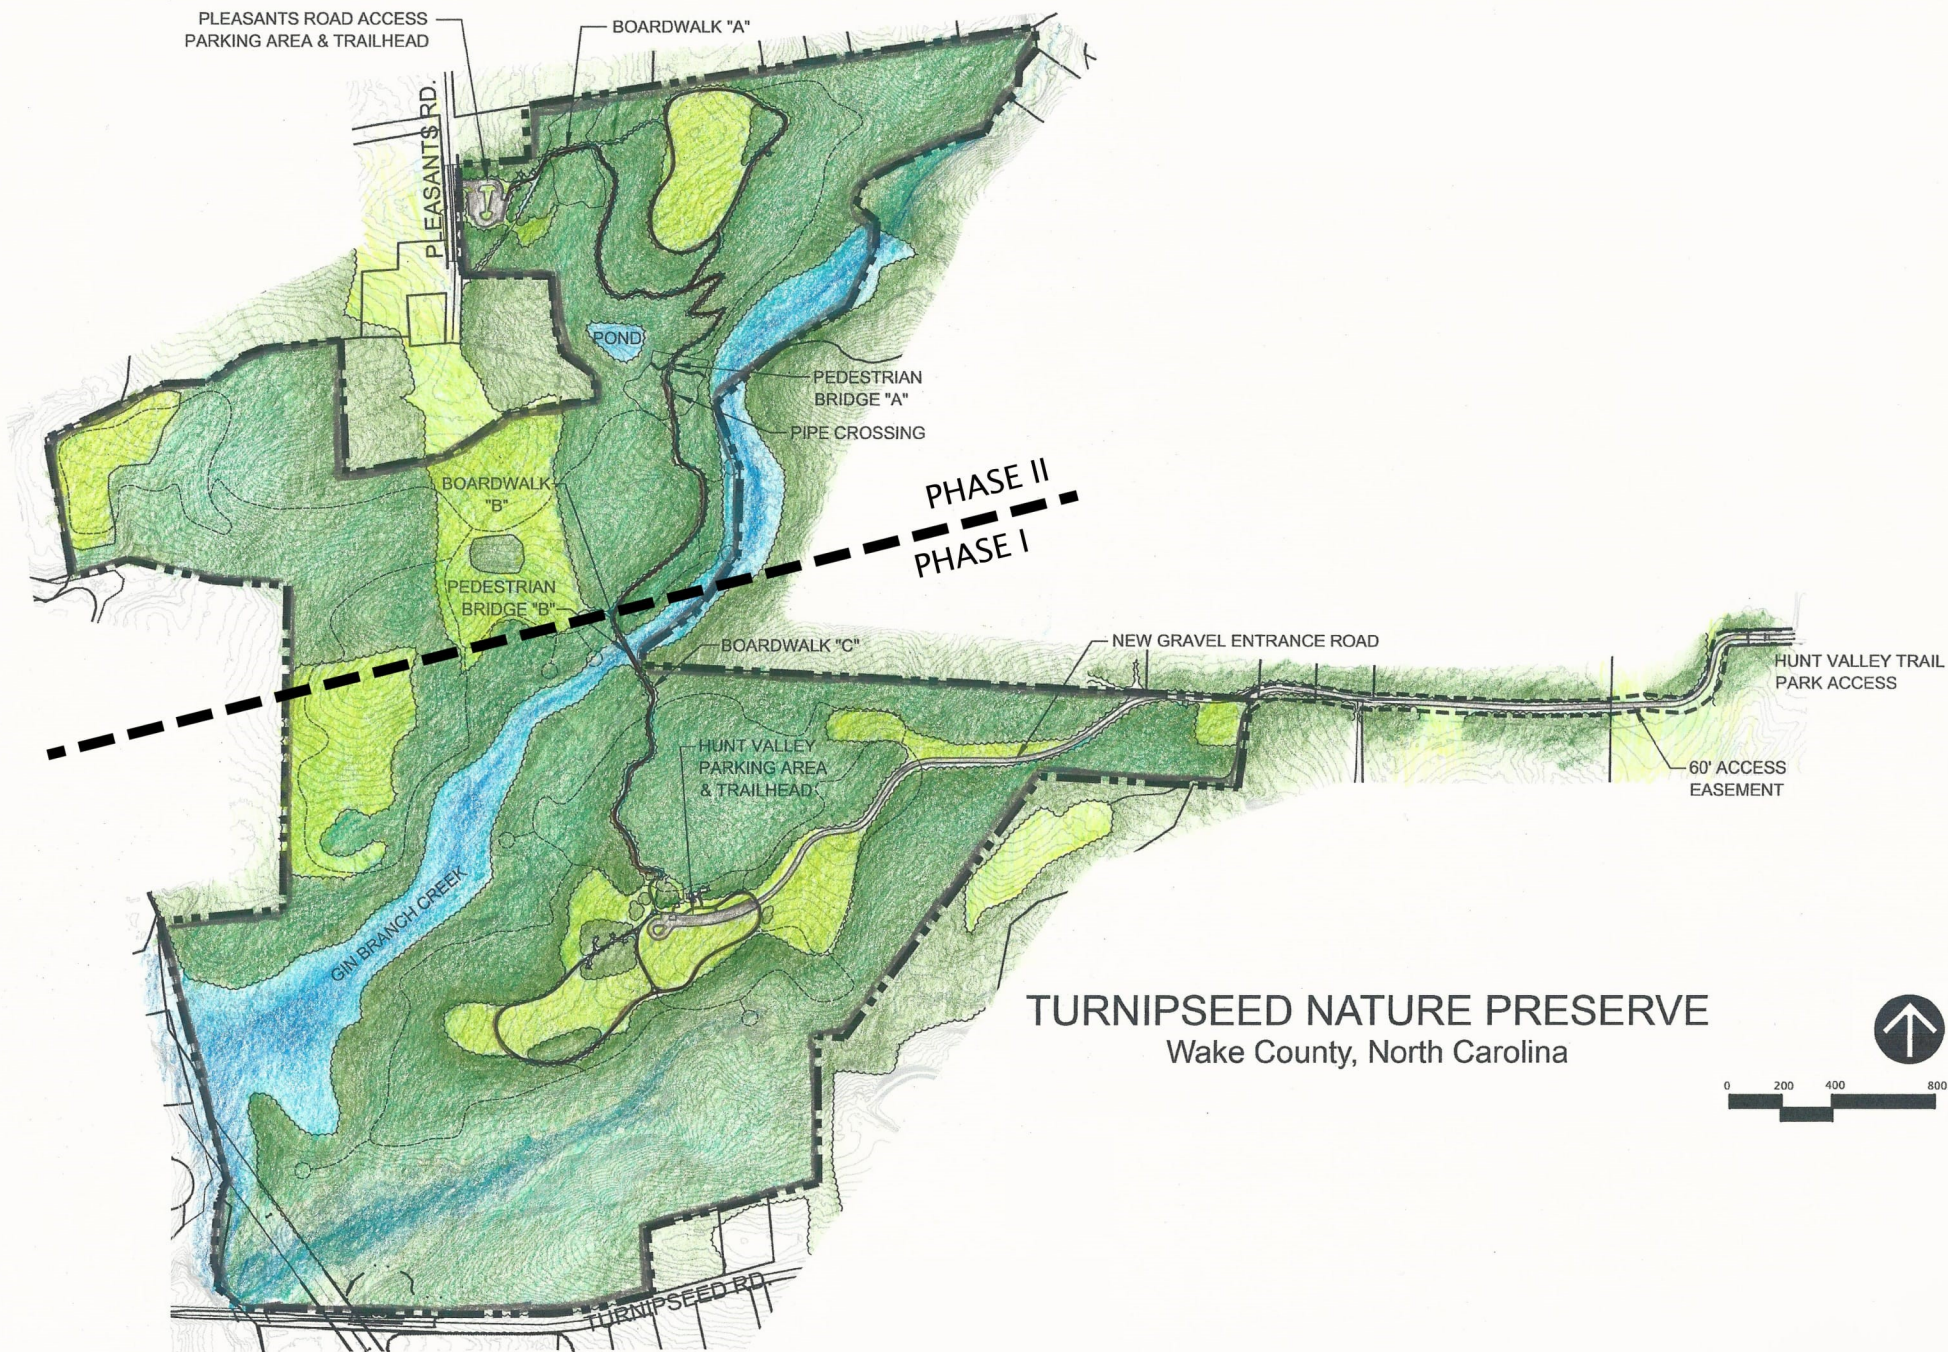 PLEASANTS ROAD ACCESS
PARKING AREA & TRAILHEAD
BOARDWALK "A"
PLEASANTS RD.
POND
PEDESTRIAN
BRIDGE "A"
PIPE CROSSING
BOARDWALK
"B"
PHASE II
PHASE I
PEDESTRIAN
BRIDGE "B"
BOARDWALK "C"
NEW GRAVEL ENTRANCE ROAD
HUNT VALLEY TRAIL
PARK ACCESS
HUNT VALLEY
PARKING AREA
& TRAILHEAD
60' ACCESS
EASEMENT
GIN BRANCH CREEK
TURNIPSEED NATURE PRESERVE
Wake County, North Carolina
0 200 400 800
TURNIPSEED RD.